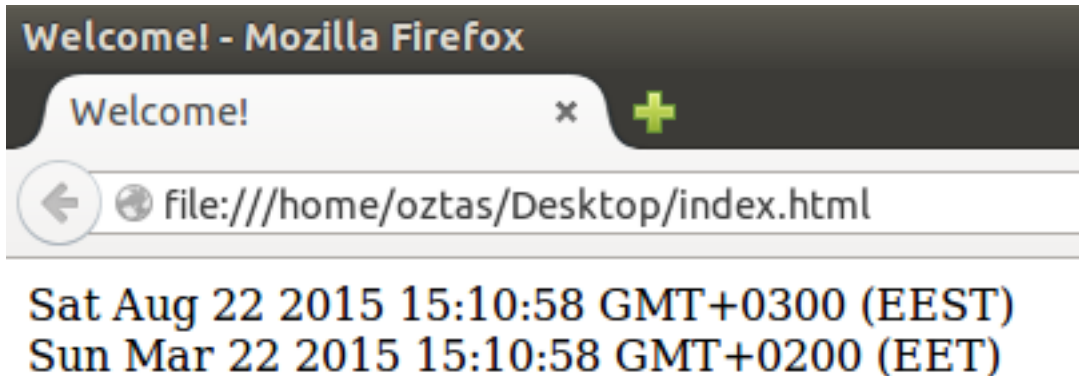 Welcome! - Mozilla Firefox
Welcome!
file:///home/oztas/Desktop/index.html
Sat Aug 22 2015 15:10:58 GMT+0300 (EEST)
Sun Mar 22 2015 15:10:58 GMT+0200 (EET)